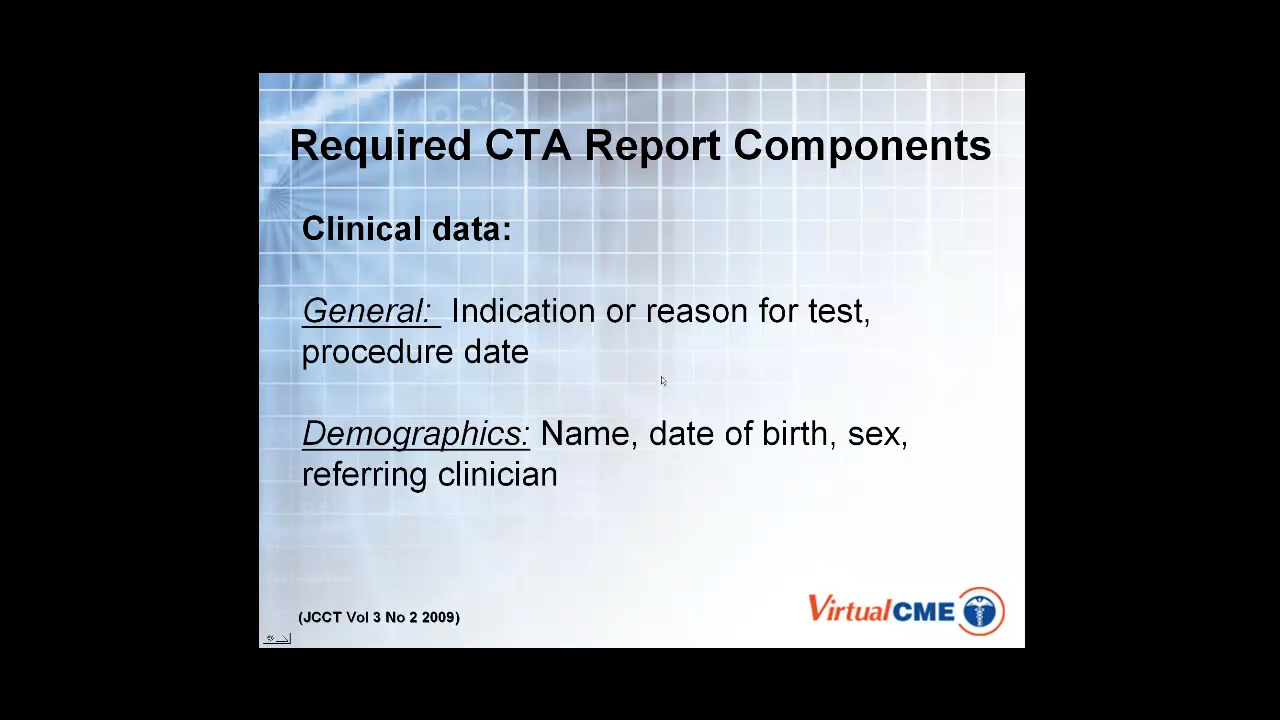 Required CTA Report Components
Clinical data:
General: Indication or reason for test,
procedure date
Demographics: Name, date of birth, sex,
referring clinician
(JCCT Vol 3 No 2 2009)
VirtualCME